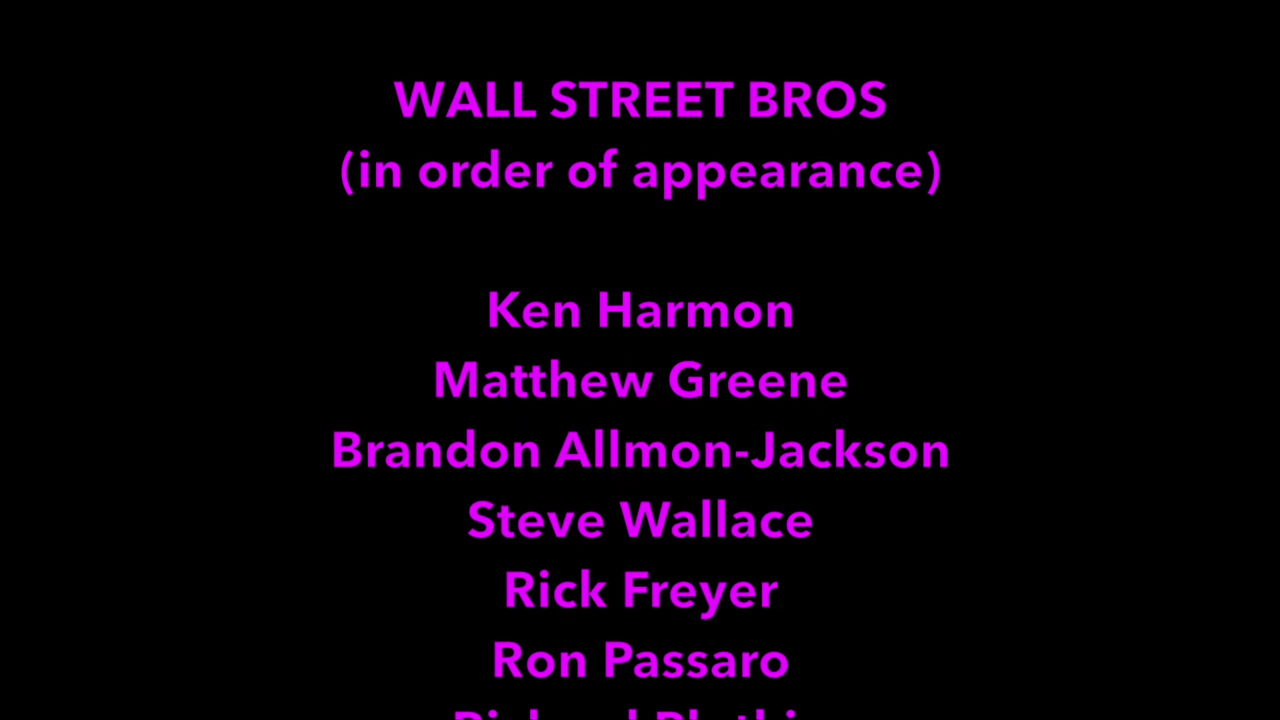 WALL STREET BROS
(in order of appearance)
Ken Harmon
Matthew Greene
Brandon Allmon-Jackson
Steve Wallace
Rick Freyer
Ron Passaro
Richard